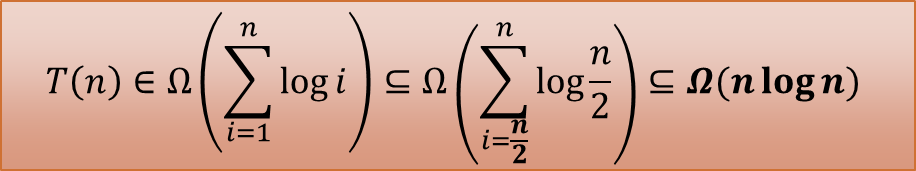 T(n) ∈ Ω(∑_{i=1}^{n} log i) ⊆ Ω(∑_{i=n/2}^{n} log n/2) ⊆ Ω(n log n)